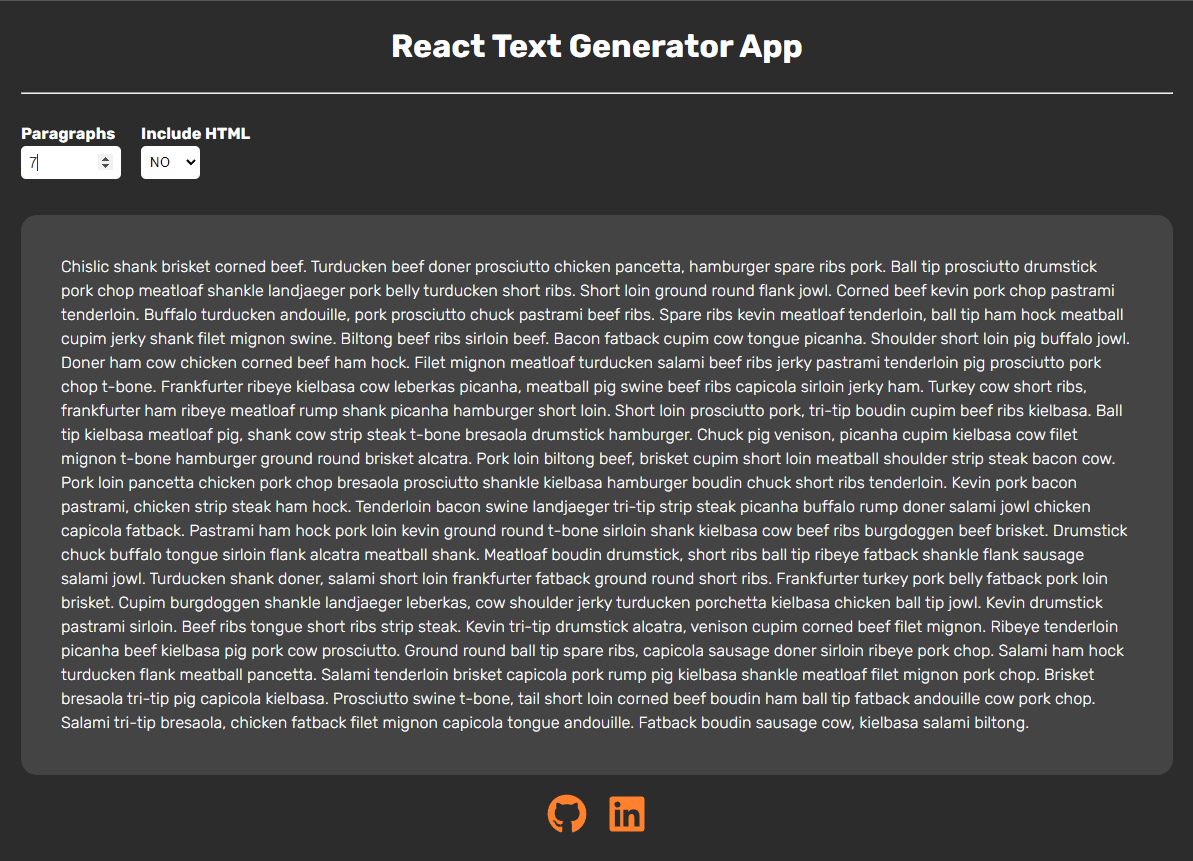 React Text Generator App
Paragraphs Include HTML
7 NO
Chislic shank brisket corned beef. Turducken beef doner prosciutto chicken pancetta, hamburger spare ribs pork. Ball tip prosciutto drumstick
pork chop meatloaf shankle landjaeger pork belly turducken short ribs. Short loin ground round flank jowl. Corned beef kevin pork chop pastrami
tenderloin. Buffalo turducken andouille, pork prosciutto chuck pastrami beef ribs. Spare ribs kevin meatloaf tenderloin, ball tip ham hock meatball
cupim jerky shank filet mignon swine. Biltong beef ribs sirloin beef. Bacon fatback cupim cow tongue picanha. Shoulder short loin pig buffalo jowl.
Doner ham cow chicken corned beef ham hock. Filet mignon meatloaf turducken salami beef ribs jerky pastrami tenderloin pig prosciutto pork
chop t-bone. Frankfurter ribeye kielbasa cow leberkas picanha, meatball pig swine beef ribs capicola sirloin jerky ham. Turkey cow short ribs,
frankfurter ham ribeye meatloaf rump shank picanha hamburger short loin. Short loin prosciutto pork, tri-tip boudin cupim beef ribs kielbasa. Ball
tip kielbasa meatloaf pig, shank cow strip steak t-bone bresaola drumstick hamburger. Chuck pig venison, picanha cupim kielbasa cow filet
mignon t-bone hamburger ground round brisket alcatra. Pork loin biltong beef, brisket cupim short loin meatball shoulder strip steak bacon cow.
Pork loin pancetta chicken pork chop bresaola prosciutto shankle kielbasa hamburger boudin chuck short ribs tenderloin. Kevin pork bacon
pastrami, chicken strip steak ham hock. Tenderloin bacon swine landjaeger tri-tip strip steak picanha buffalo rump doner salami jowl chicken
capicola fatback. Pastrami ham hock pork loin kevin ground round t-bone sirloin shank kielbasa cow beef ribs burgdoggen beef brisket. Drumstick
chuck buffalo tongue sirloin flank alcatra meatball shank. Meatloaf boudin drumstick, short ribs ball tip ribeye fatback shankle flank sausage
salami jowl. Turducken shank doner, salami short loin frankfurter fatback ground round short ribs. Frankfurter turkey pork belly fatback pork loin
brisket. Cupim burgdoggen shankle landjaeger leberkas, cow shoulder jerky turducken porchetta kielbasa chicken ball tip jowl. Kevin drumstick
pastrami sirloin. Beef ribs tongue short ribs strip steak. Kevin tri-tip drumstick alcatra, venison cupim corned beef filet mignon. Ribeye tenderloin
picanha beef kielbasa pig pork cow prosciutto. Ground round ball tip spare ribs, capicola sausage doner sirloin ribeye pork chop. Salami ham hock
turducken flank meatball pancetta. Salami tenderloin brisket capicola pork rump pig kielbasa shankle meatloaf filet mignon pork chop. Brisket
bresaola tri-tip pig capicola kielbasa. Prosciutto swine t-bone, tail short loin corned beef boudin ham ball tip fatback andouille cow pork chop.
Salami tri-tip bresaola, chicken fatback filet mignon capicola tongue andouille. Fatback boudin sausage cow, kielbasa salami biltong.
in